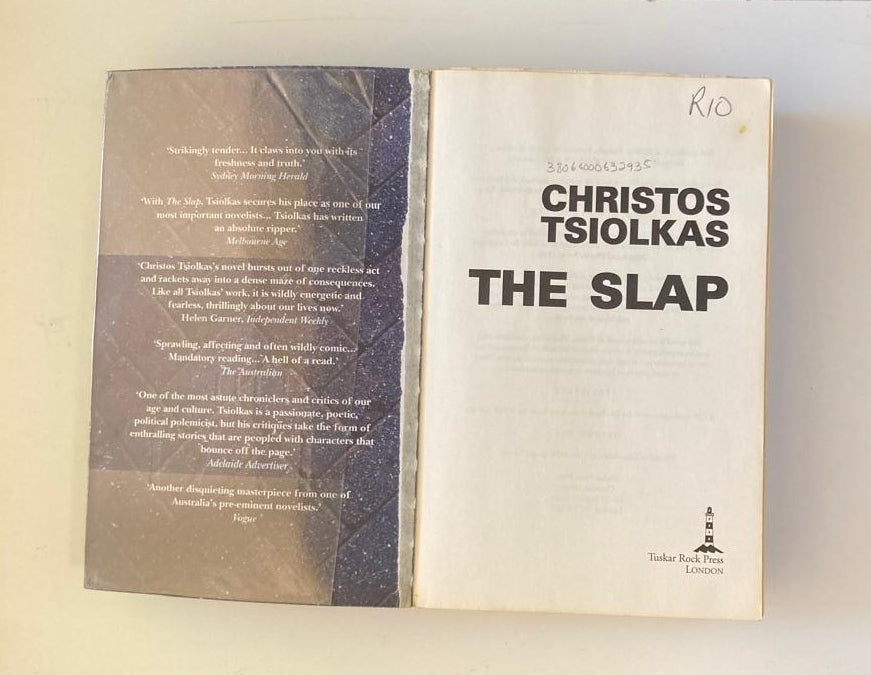 'Strikingly tender... It claws into you with its
freshness and truth.'
Sydney Morning Herald
'With The Slap, Tsiolkas secures his place as one of our
most important novelists... Tsiolkas has written
an absolute ripper.'
Melbourne Age
'Christos Tsiolkas's novel bursts out of one reckless act
and rackets away into a dense maze of consequences.
Like all Tsiolkas' work, it is wildly energetic and
fearless, thrillingly about our lives now.'
Helen Garner, Independent Weekly
'Sprawling, affecting and often wildly comic...
Mandatory reading... A hell of a read.'
The Australian
'One of the most astute chroniclers and critics of our
age and culture. Tsiolkas is a passionate, poetic,
political polemicist, but his critiques take the form of
enthralling stories that are peopled with characters that
bounce off the page.'
Adelaide Advertiser
'Another disquieting masterpiece from one of
Australia's pre-eminent novelists.'
Vogue
R10
38064000632935
CHRISTOS
TSIOLKAS
THE SLAP
Tuskar Rock Press
LONDON